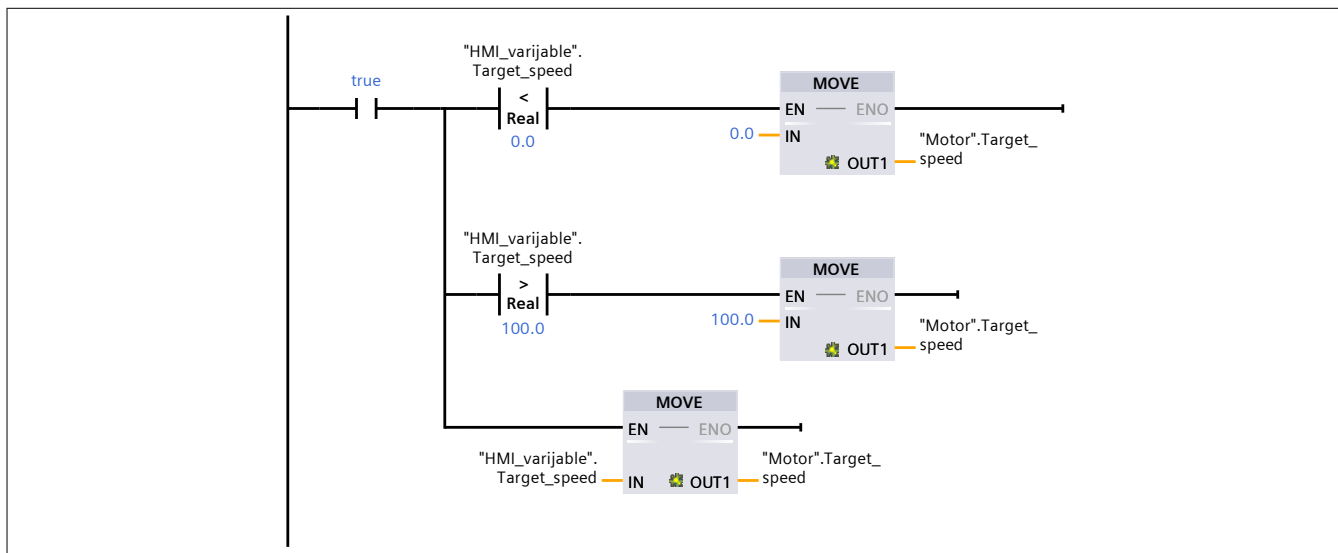 "HMI_varijable".
Target_speed
true
<
Real
0.0
MOVE
EN
ENO
0.0
IN
OUT1
"Motor".Target_
speed
"HMI_varijable".
Target_speed
>
Real
100.0
MOVE
EN
ENO
100.0
IN
OUT1
"Motor".Target_
speed
MOVE
EN
ENO
"HMI_varijable".
Target_speed
IN
OUT1
"Motor".Target_
speed